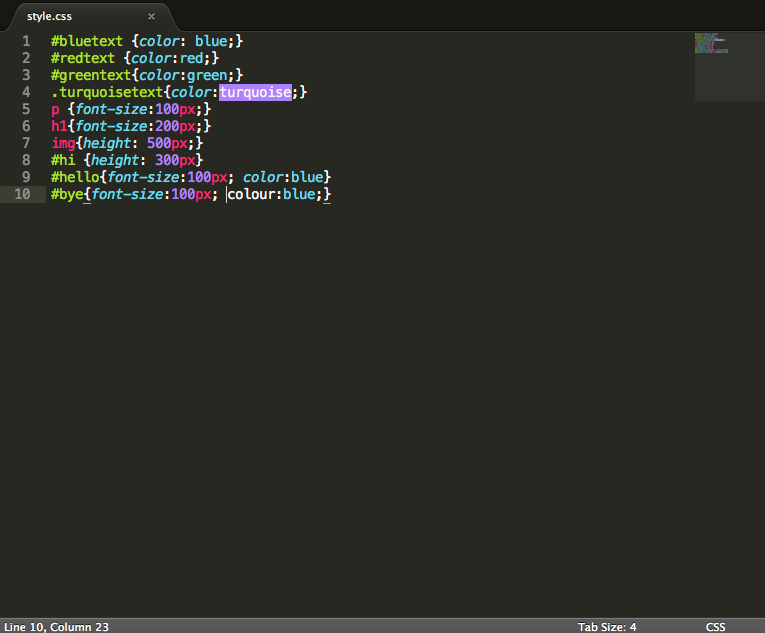 style.css ×
1 #bluetext {color: blue;}
2 #redtext {color:red;}
3 #greentext{color:green;}
4 .turquoisetext{color:turquoise;}
5 p {font-size:100px;}
6 h1{font-size:200px;}
7 img{height: 500px;}
8 #hi {height: 300px}
9 #hello{font-size:100px; color:blue}
10 #bye{font-size:100px; colour:blue;}
Line 10, Column 23 Tab Size: 4 CSS